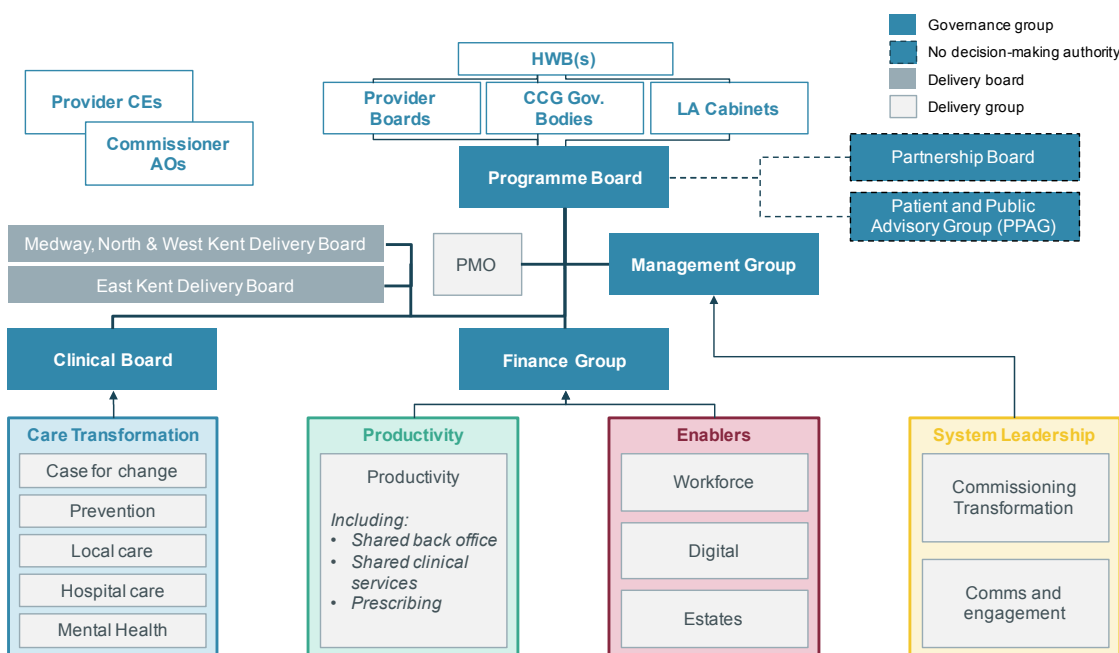 Governance group
No decision-making authority
Delivery board
Delivery group
HWB(s)
Provider CEs
Commissioner
AOs
Provider
Boards
CCG Gov.
Bodies
LA Cabinets
Programme Board
Partnership Board
Patient and Public
Advisory Group (PPAG)
Medway, North & West Kent Delivery Board
East Kent Delivery Board
PMO
Management Group
Clinical Board
Finance Group
Care Transformation
Case for change
Prevention
Local care
Hospital care
Mental Health
Productivity
Productivity
Including:
• Shared back office
• Shared clinical
services
• Prescribing
Enablers
Workforce
Digital
Estates
System Leadership
Commissioning
Transformation
Comms and
engagement